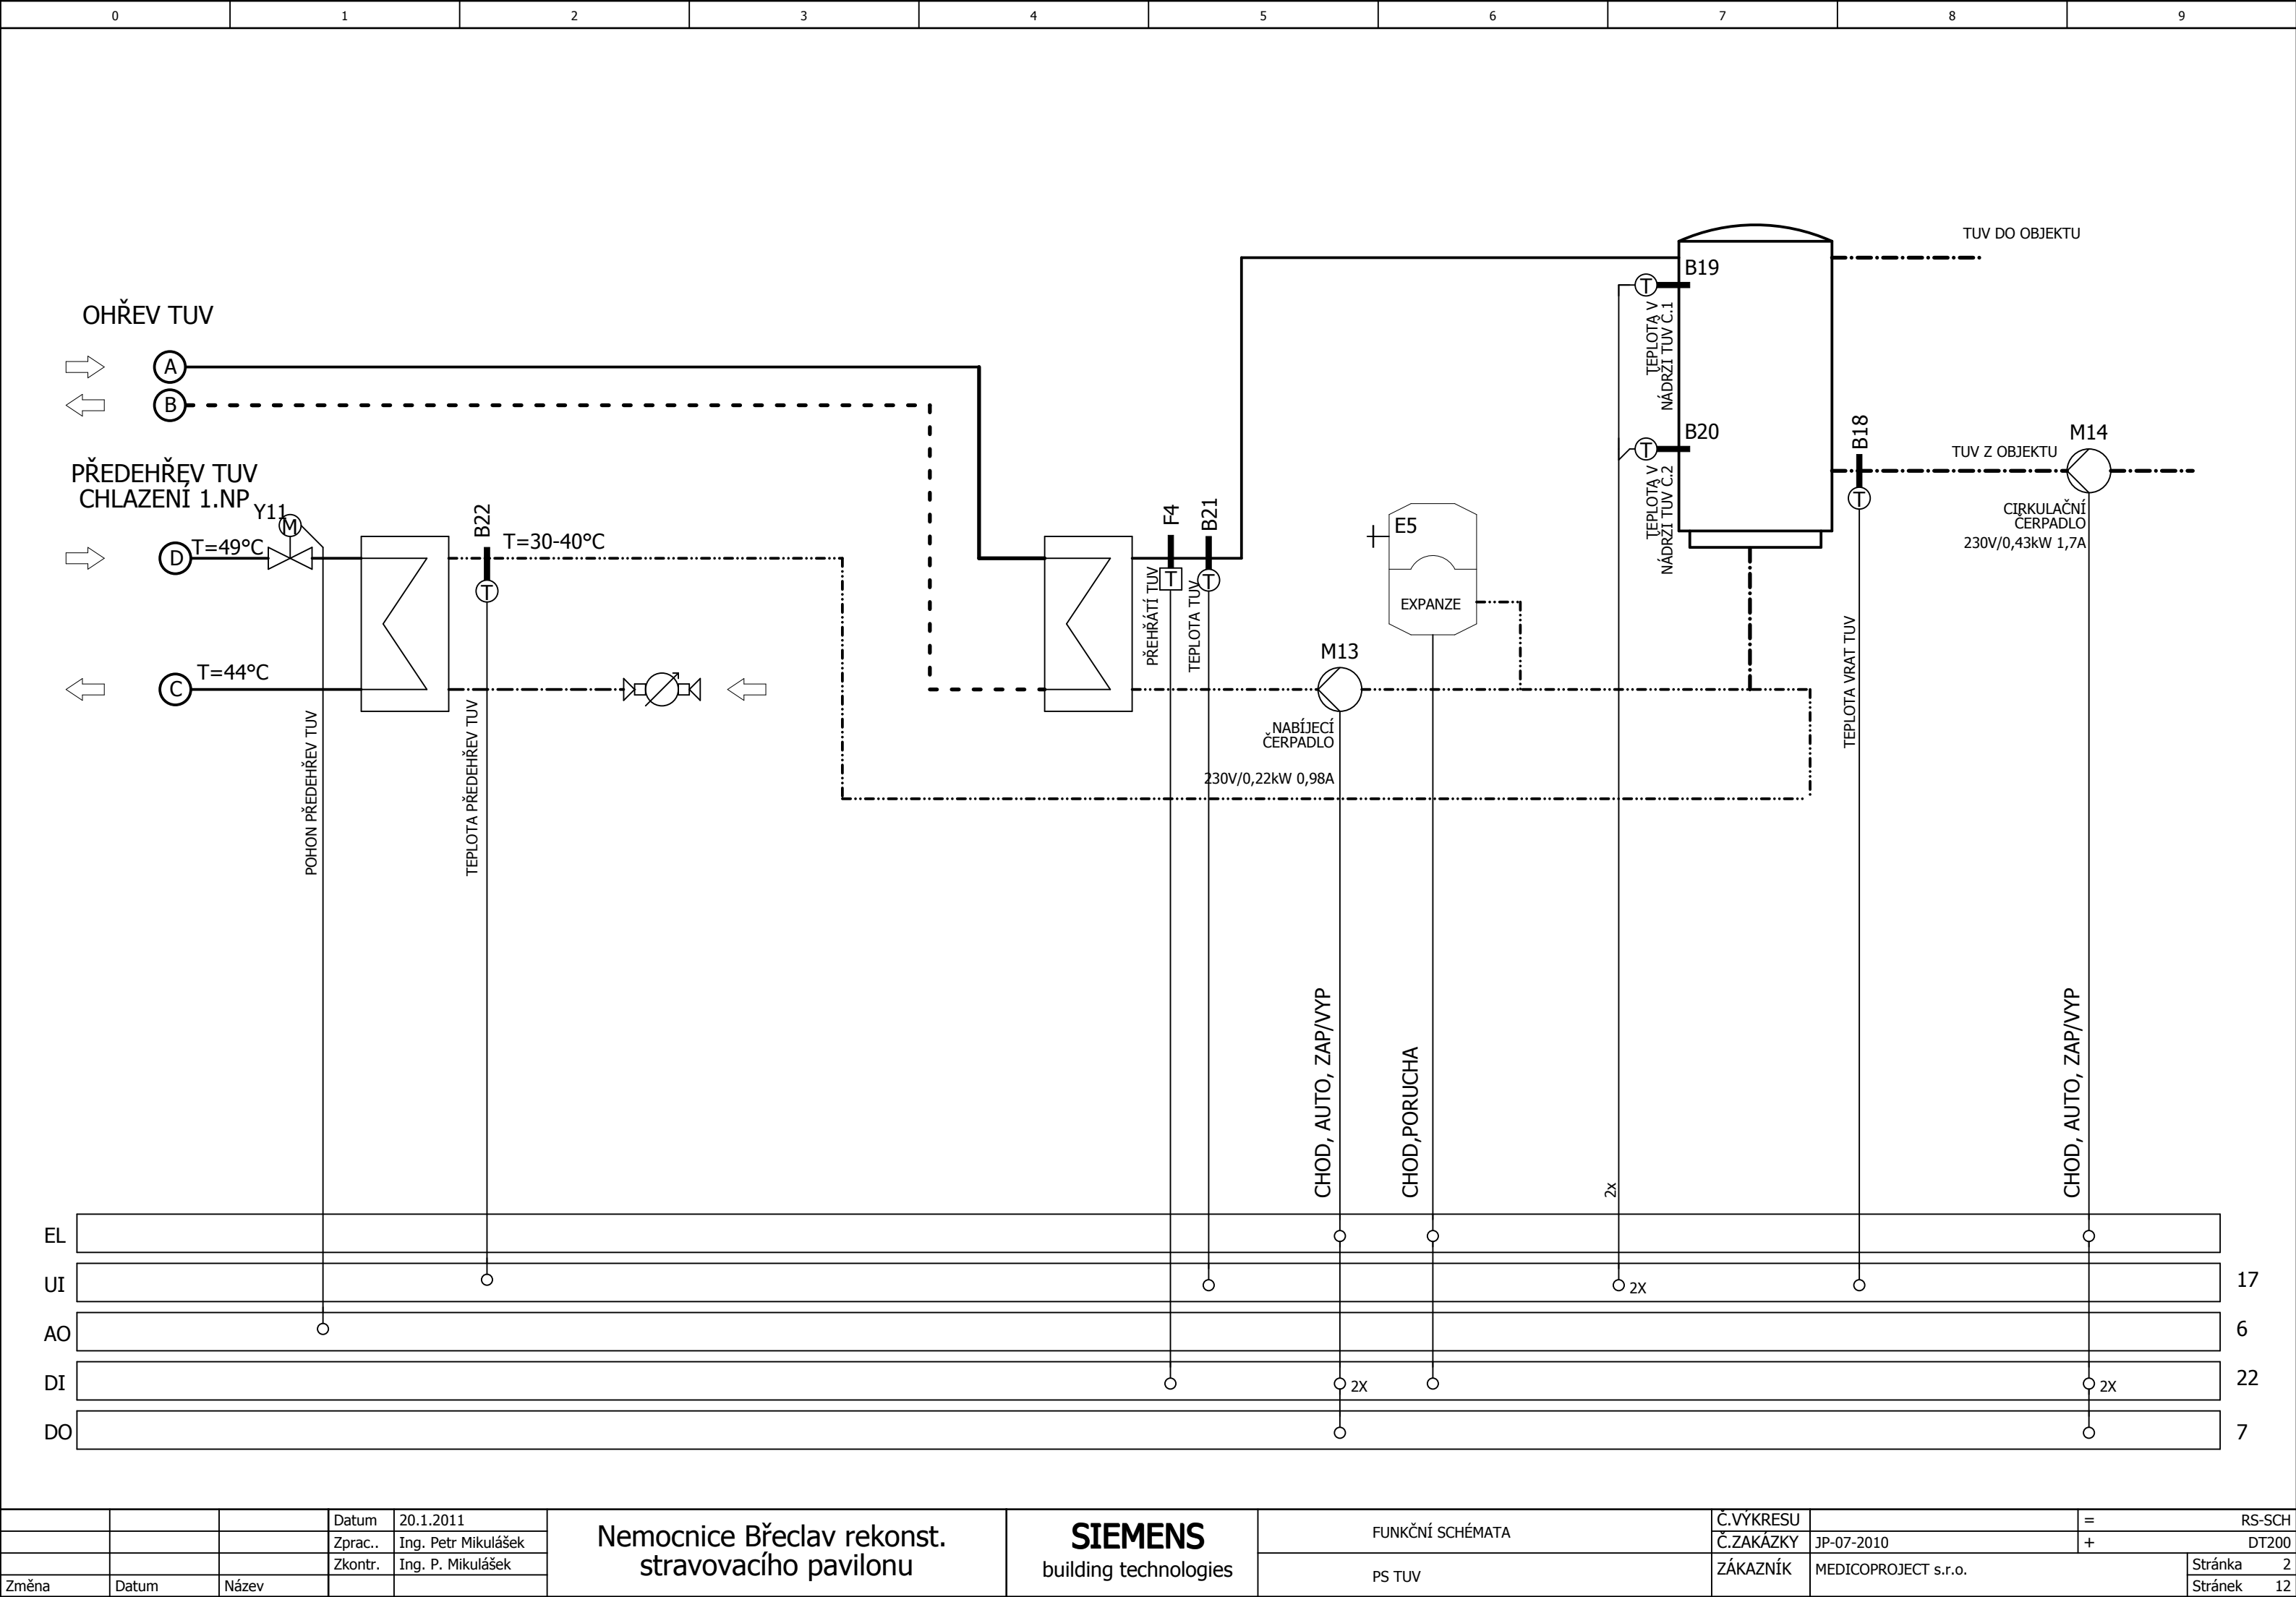 0 1 2 3 4 5 6 7 8 9
TUV DO OBJEKTU
B19
T
TEPLOTA V
NÁDRŽI TUV Č.1
OHŘEV TUV
A
B
B20
T
TEPLOTA V
NÁDRŽI TUV Č.2
B18
T
TUV Z OBJEKTU
M14
CIRKULAČNÍ
ČERPADLO
230V/0,43kW 1,7A
PŘEDEHŘEV TUV
CHLAZENÍ 1.NP
Y11
M
D
T=49°C
B22
T
T=30-40°C
F4
T
B21
T
PŘEHŘÁTÍ TUV
TEPLOTA TUV
E5
EXPANZE
C
T=44°C
M13
NABÍJECÍ
ČERPADLO
230V/0,22kW 0,98A
POHON PŘEDEHŘEV TUV
TEPLOTA PŘEDEHŘEV TUV
TEPLOTA VRAT TUV
CHOD, AUTO, ZAP/VYP
CHOD,PORUCHA
2x
CHOD, AUTO, ZAP/VYP
EL
UI 2X 17
AO 6
DI 2X 2X 22
DO 7
Datum 20.1.2011
Zprac.. Ing. Petr Mikulášek
Zkontr. Ing. P. Mikulášek
Změna Datum Název
Nemocnice Břeclav rekonst.
stravovacího pavilonu
SIEMENS
building technologies
FUNKČNÍ SCHÉMATA
PS TUV
Č.VÝKRESU = RS-SCH
Č.ZAKÁZKY JP-07-2010 + DT200
ZÁKAZNÍK MEDICOPROJECT s.r.o.
Stránka 2
Stránek 12